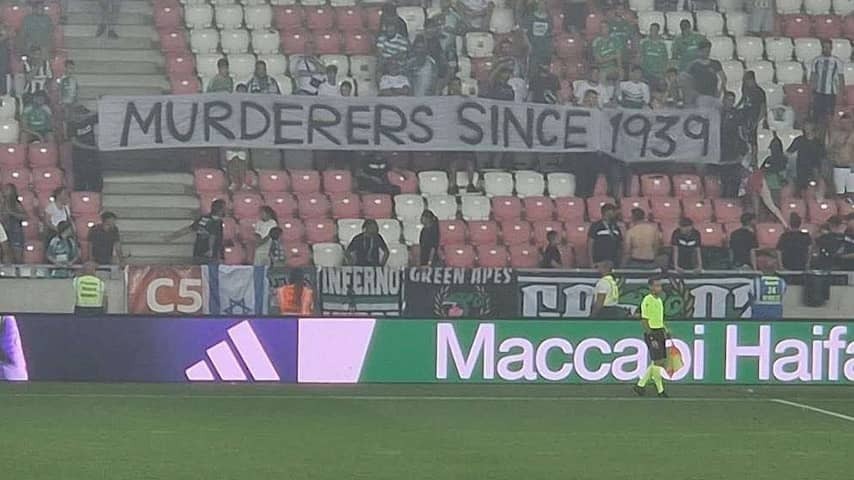 MURDERERS SINCE 1939
C5
INFERNO
GREEN APES
Maccabi Haifa